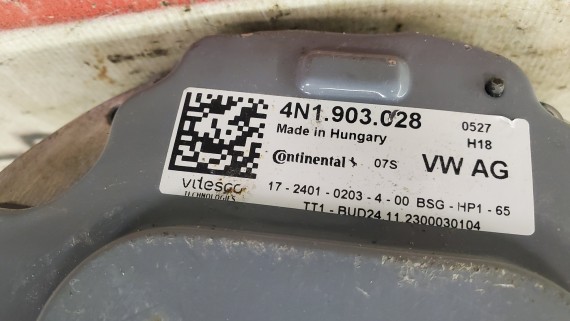 4N1.903.028
0527
Made in Hungary
H18
Continental
07S
VW AG
vitesco
TECHNOLOGIES
17 - 2401 - 0203 - 4 - 00 BSG - HP1 - 65
TT1 - BUD24.11.2300030104